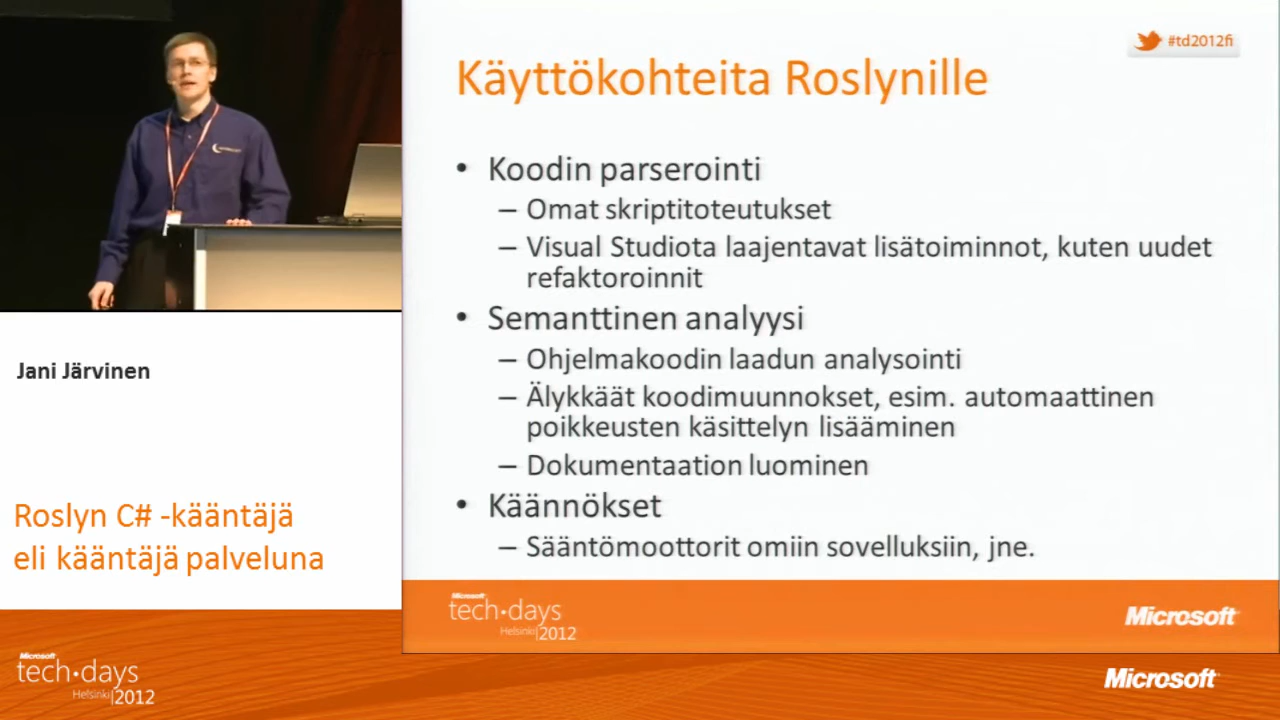 #td2012fi
Käyttökohteita Roslynille
• Koodin parserointi
– Omat skriptitoteutukset
– Visual Studiota laajentavat lisätoiminnot, kuten uudet
refaktoroinnit
• Semanttinen analyysi
– Ohjelmakoodin laadun analysointi
– Älykkäät koodimuunnokset, esim. automaattinen
poikkeusten käsittelyn lisääminen
– Dokumentaation luominen
• Käännökset
– Sääntömoottorit omiin sovelluksiin, jne.
Microsoft
tech·days
Helsinki|2012
Microsoft
Jani Järvinen
Roslyn C# -kääntäjä
eli kääntäjä palveluna
Microsoft
tech·days
Helsinki|2012
Microsoft